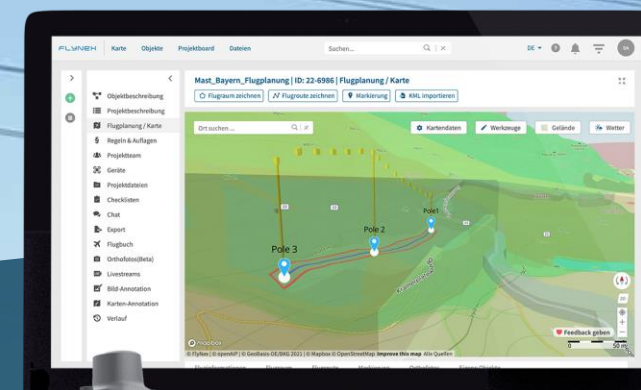 FLYNEX
Karte Objekte Projektboard Dateien Suchen... DE
Mast_Bayern_Flugplanung | ID: 22-6986 | Flugplanung / Karte
Flugraum zeichnen Flugroute zeichnen Markierung KML importieren
Objektbeschreibung
Projektbeschreibung
Flugplanung / Karte
Regeln & Auflagen
Projektteam
Geräte
Projektdateien
Checklisten
Chat
Export
Flugbuch
Orthofotos(Beta)
Livestreams
Bild-Annotation
Karten-Annotation
Verlauf
Ort suchen ... Kartendaten Werkzeuge Gelände Wetter
Pole1
Pole 2
Pole 3
2D
Feedback geben
0 50 m
mapbox
© FlyNex | © openAIP | © GeoBasis-DE/BKG 2021 | © Mapbox © OpenStreetMap Improve this map Alle Quellen